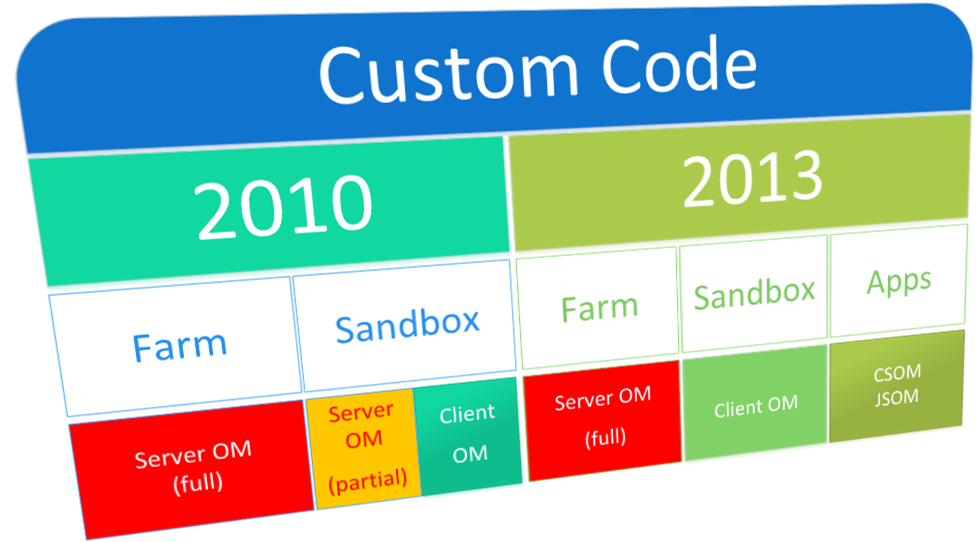 Custom Code
2010
2013
Farm
Sandbox
Farm
Sandbox
Apps
Server OM
(full)
Server
OM
(partial)
Client
OM
Server OM
(full)
Client OM
CSOM
JSOM